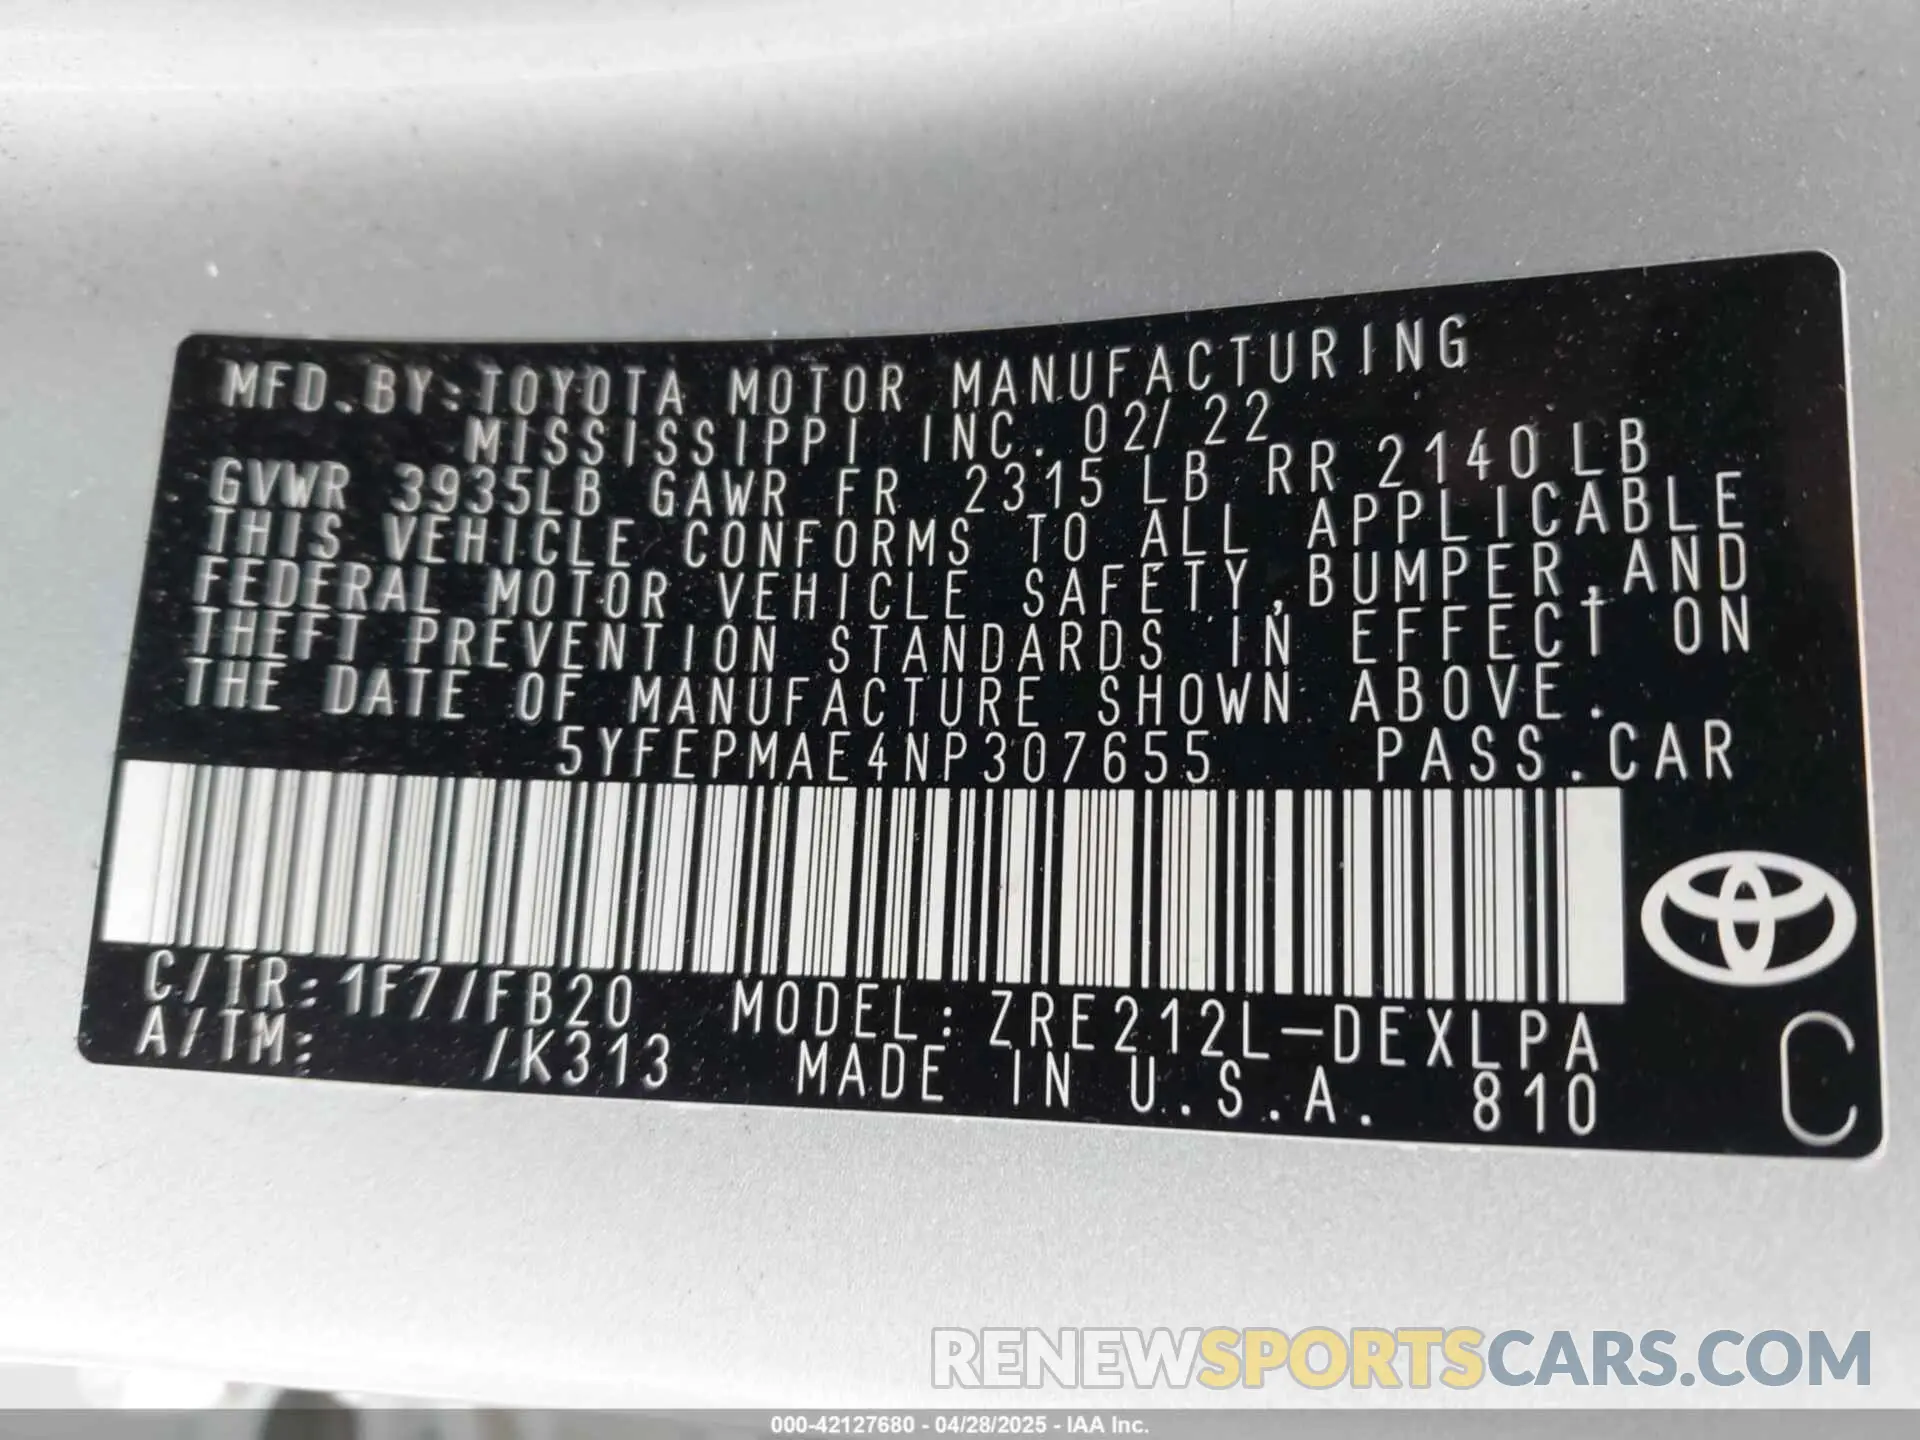 MFD.BY:TOYOTA MOTOR MANUFACTURING
MISSISSIPPI INC. 02/22
GVWR 3935LB GAWR FR 2315LB RR 2140LB
THIS VEHICLE CONFORMS TO ALL APPLICABLE
FEDERAL MOTOR VEHICLE SAFETY,BUMPER,AND
THEFT PREVENTION STANDARDS IN EFFECT ON
THE DATE OF MANUFACTURE SHOWN ABOVE.
5YFEPMAE4NP307655 PASS.CAR
C/TR:1F7/FB20 MODEL:ZRE212L-DEXLPA
A/TM: /K313 MADE IN U.S.A. 810
C
RENEWSPORTSCARS.COM
000-42127680 - 04/28/2025 - IAA Inc.